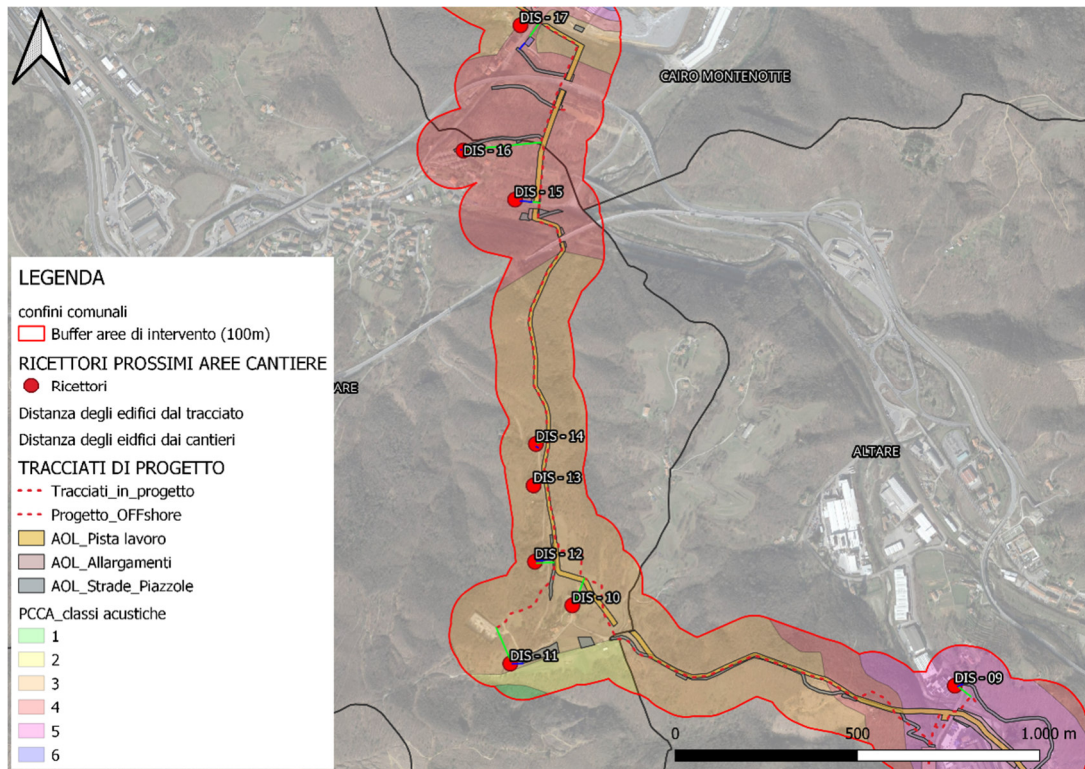 DIS - 17
CAIRO MONTENOTTE
DIS - 16
DIS - 15
LEGENDA
confini comunali
Buffer aree di intervento (100m)
RICETTORI PROSSIMI AREE CANTIERE
Ricettori
ARE
Distanza degli edifici dal tracciato
Distanza degli eidfici dai cantieri
TRACCIATI DI PROGETTO
Tracciati_in_progetto
Progetto_OFFshore
AOL_Pista lavoro
AOL_Allargamenti
AOL_Strade_Piazzole
PCCA_classi acustiche
1
2
3
4
5
6
DIS - 14
ALTARE
DIS - 13
DIS - 12
DIS - 10
DIS - 11
DIS - 09
0 500 1.000 m